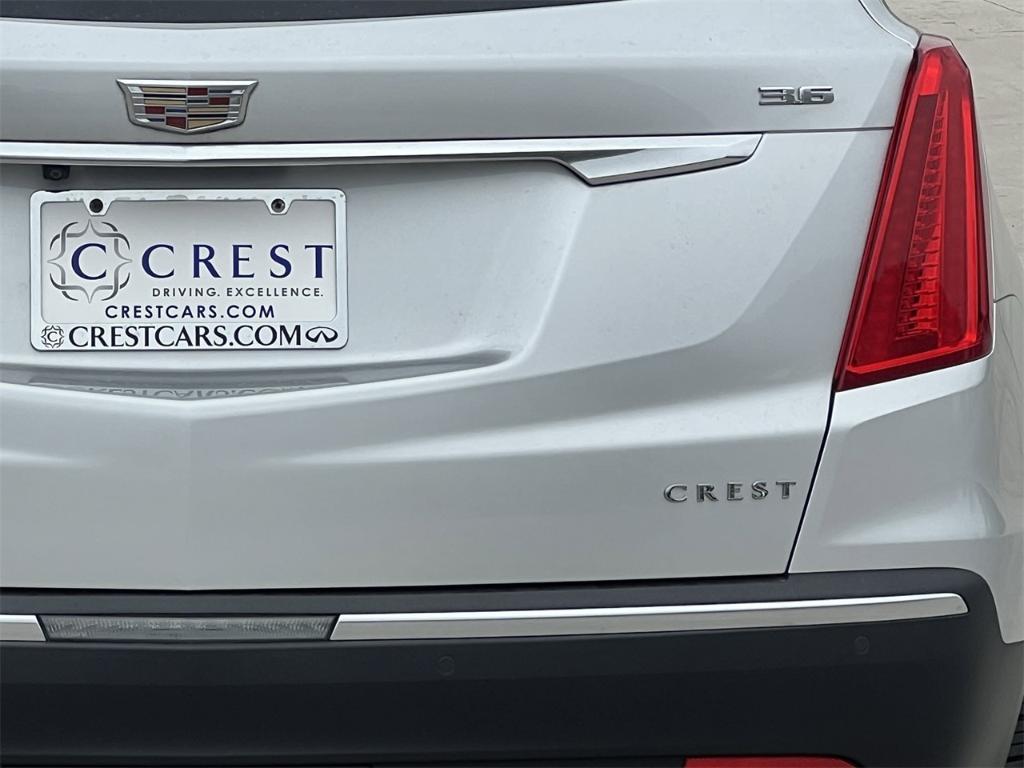 3.6
C CREST
DRIVING. EXCELLENCE.
CRESTCARS.COM
C CRESTCARS.COM
CREST